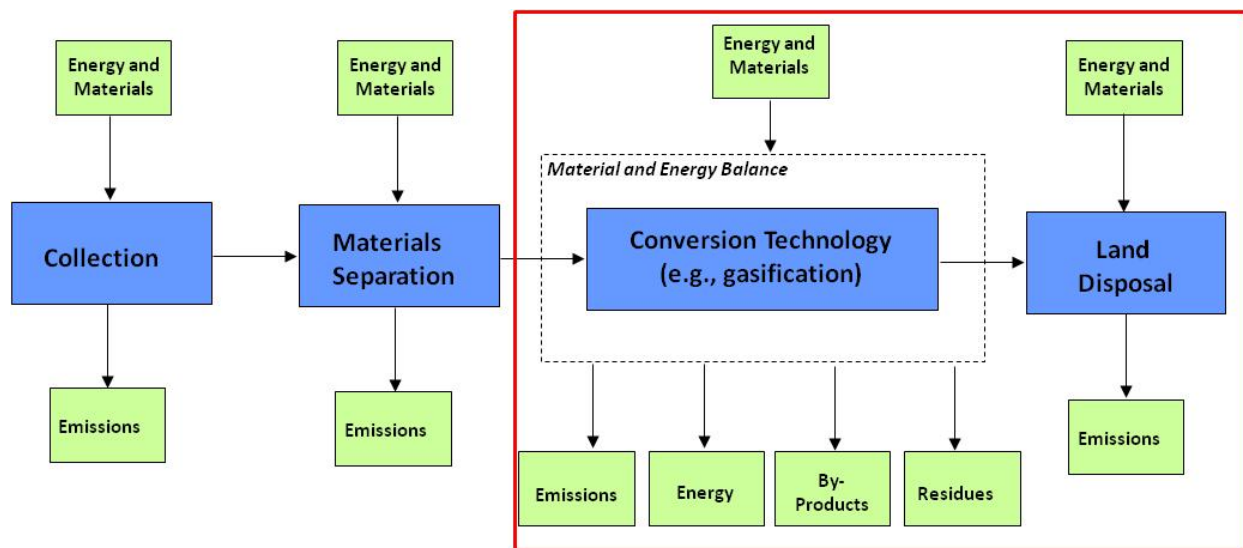 Energy and
Materials
Energy and
Materials
Energy and
Materials
Energy and
Materials
Material and Energy Balance
Collection
Materials
Separation
Conversion Technology
(e.g., gasification)
Land
Disposal
Emissions
Emissions
Emissions
Energy
By-
Products
Residues
Emissions